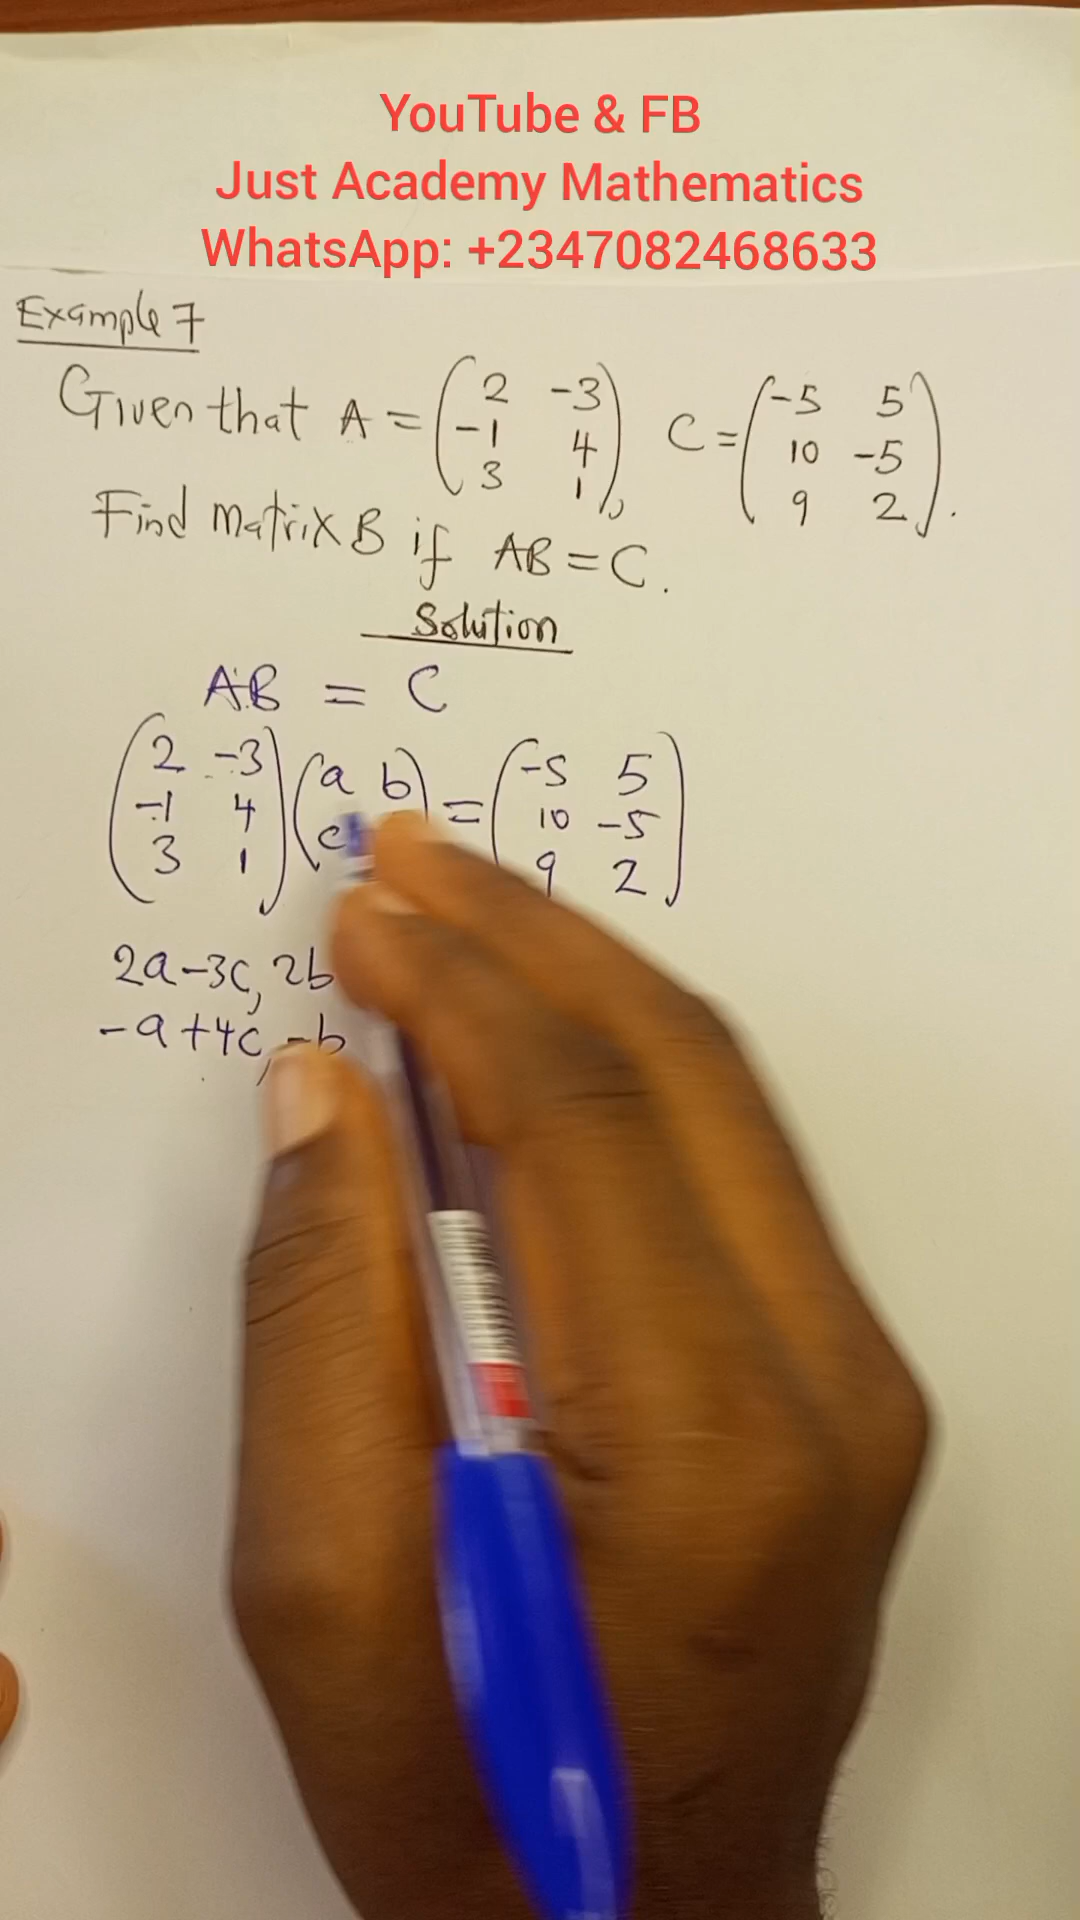 YouTube & FB
Just Academy Mathematics
WhatsApp: +2347082468633
Example 7
Given that A = ( 2 -3
-1 4
3 1 ), C = ( -5 5
10 -5
9 2 ).
Find matrix B if AB = C.
Solution
AB = C
( 2 -3
-1 4
3 1 ) ( a b
c ) = ( -5 5
10 -5
9 2 )
2a-3c, 2b
-a+4c, -b